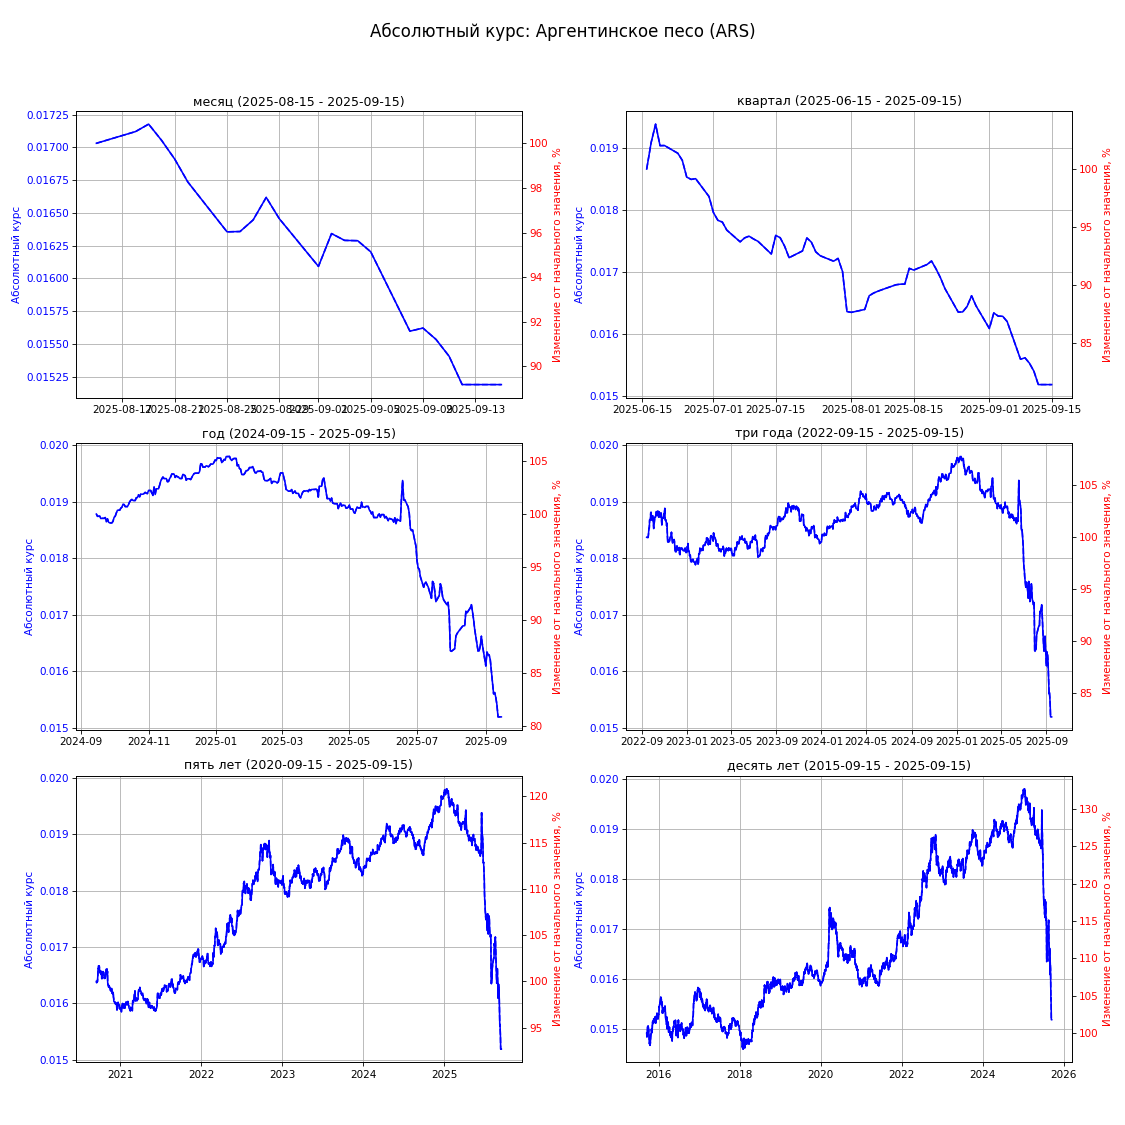 Абсолютный курс: Аргентинское песо (ARS)
месяц (2025-08-15 - 2025-09-15)
Абсолютный курс
0.01725
0.01700
0.01675
0.01650
0.01625
0.01600
0.01575
0.01550
0.01525
100
98
96
94
92
90
Изменение от начального значения, %
2025-08-17 2025-08-21 2025-08-25 2025-08-29 2025-09-01 2025-09-05 2025-09-09 2025-09-13
квартал (2025-06-15 - 2025-09-15)
Абсолютный курс
0.019
0.018
0.017
0.016
0.015
100
95
90
85
Изменение от начального значения, %
2025-06-15 2025-07-01 2025-07-15 2025-08-01 2025-08-15 2025-09-01 2025-09-15
год (2024-09-15 - 2025-09-15)
Абсолютный курс
0.020
0.019
0.018
0.017
0.016
0.015
105
100
95
90
85
80
Изменение от начального значения, %
2024-09 2024-11 2025-01 2025-03 2025-05 2025-07 2025-09
три года (2022-09-15 - 2025-09-15)
Абсолютный курс
0.020
0.019
0.018
0.017
0.016
0.015
105
100
95
90
85
Изменение от начального значения, %
2022-09 2023-01 2023-05 2023-09 2024-01 2024-05 2024-09 2025-01 2025-05 2025-09
пять лет (2020-09-15 - 2025-09-15)
Абсолютный курс
0.020
0.019
0.018
0.017
0.016
0.015
120
115
110
105
100
95
Изменение от начального значения, %
2021 2022 2023 2024 2025
десять лет (2015-09-15 - 2025-09-15)
Абсолютный курс
0.020
0.019
0.018
0.017
0.016
0.015
130
125
120
115
110
105
100
Изменение от начального значения, %
2016 2018 2020 2022 2024 2026